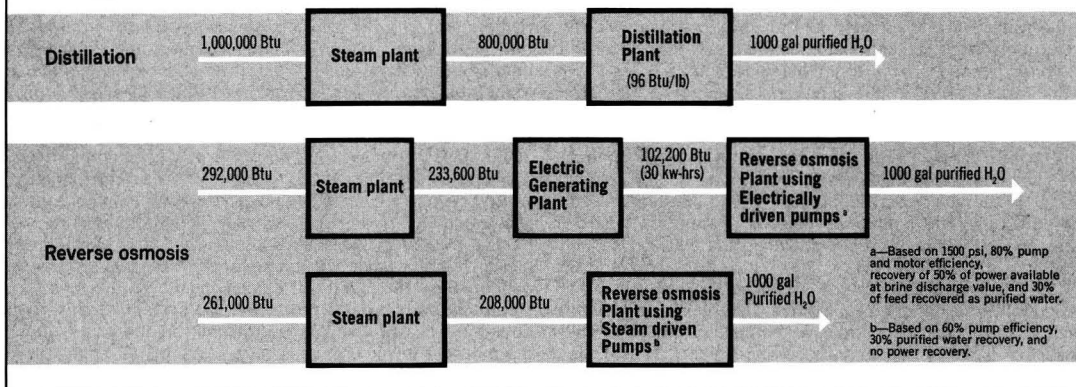 Distillation
1,000,000 Btu
Steam plant
800,000 Btu
Distillation
Plant
(96 Btu/lb)
1000 gal purified H₂O
Reverse osmosis
292,000 Btu
Steam plant
233,600 Btu
Electric
Generating
Plant
102,200 Btu
(30 kw-hrs)
Reverse osmosis
Plant using
Electrically
driven pumps ᵃ
1000 gal purified H₂O
261,000 Btu
Steam plant
208,000 Btu
Reverse osmosis
Plant using
Steam driven
Pumps ᵇ
1000 gal
Purified H₂O
a—Based on 1500 psi, 80% pump
and motor efficiency,
recovery of 50% of power available
at brine discharge value, and 30%
of feed recovered as purified water.
b—Based on 60% pump efficiency,
30% purified water recovery, and
no power recovery.